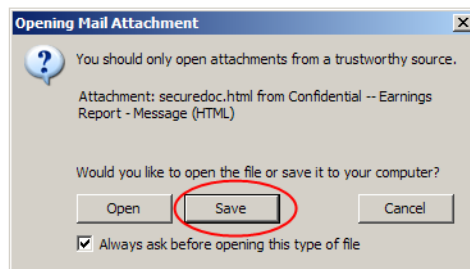 Opening Mail Attachment
You should only open attachments from a trustworthy source.
Attachment: securedoc.html from Confidential -- Earnings
Report - Message (HTML)
Would you like to open the file or save it to your computer?
Open Save Cancel
Always ask before opening this type of file